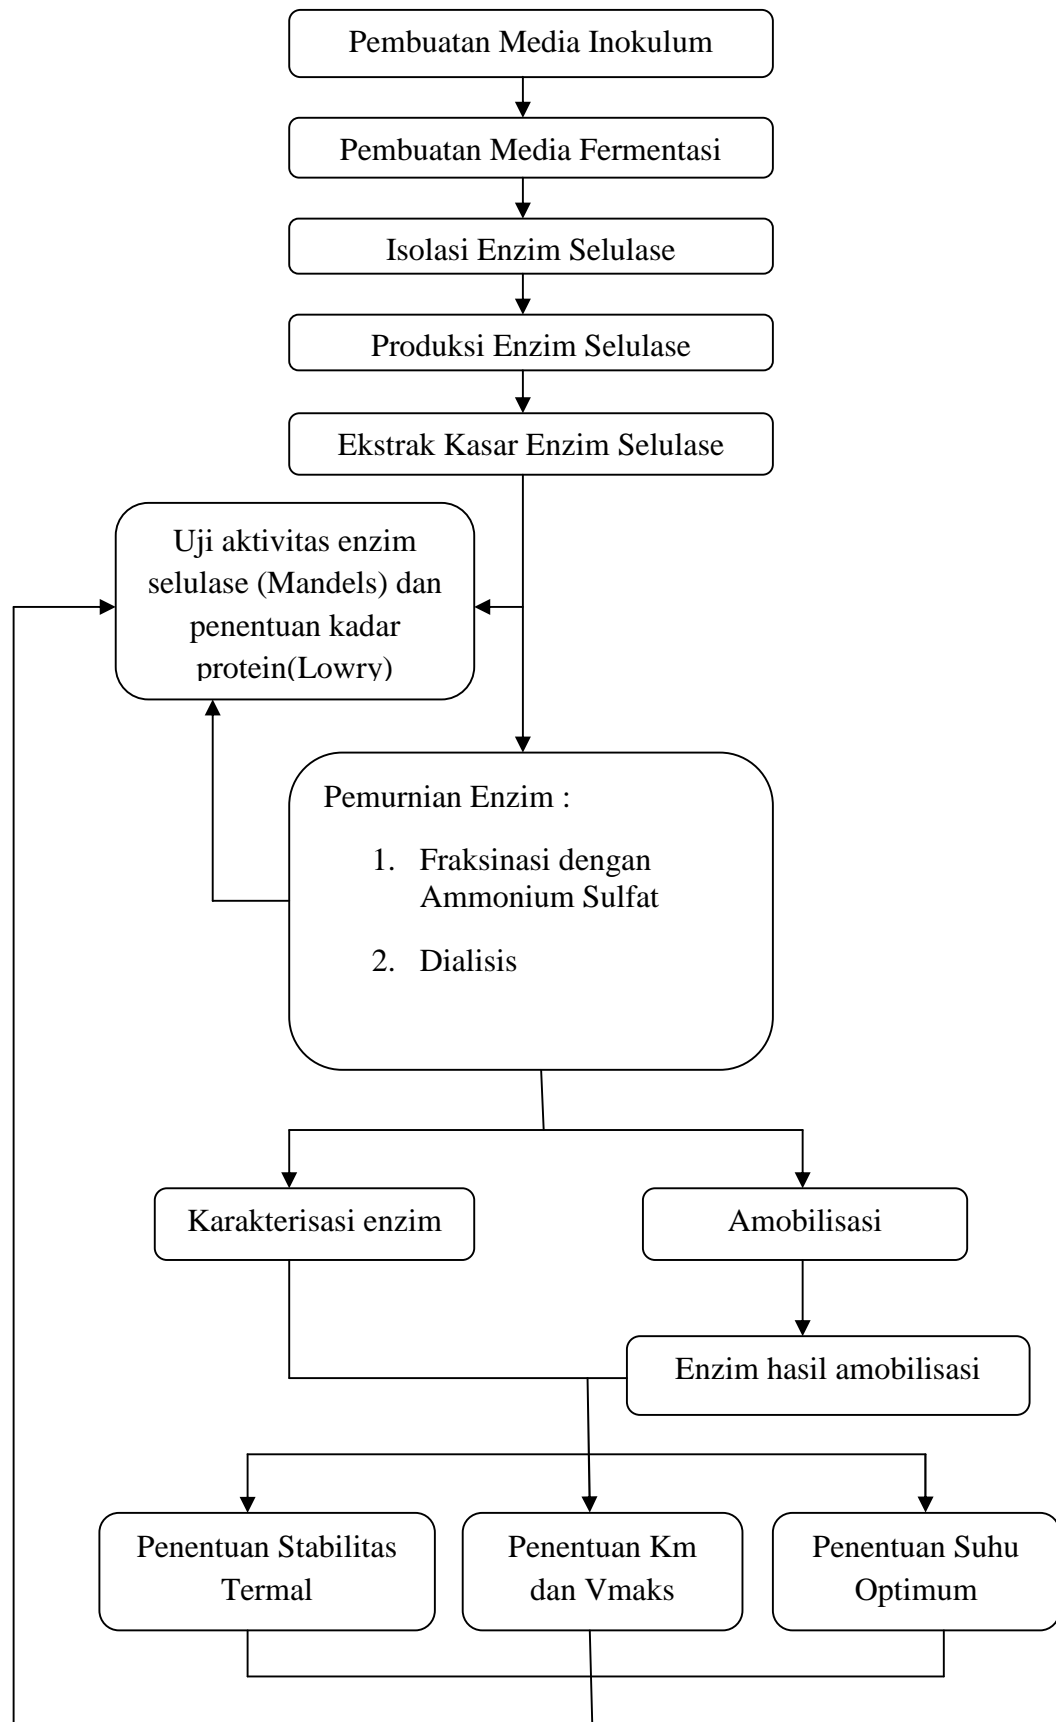 Pembuatan Media Inokulum
Pembuatan Media Fermentasi
Isolasi Enzim Selulase
Produksi Enzim Selulase
Ekstrak Kasar Enzim Selulase
Uji aktivitas enzim
selulase (Mandels) dan
penentuan kadar
protein(Lowry)
Pemurnian Enzim :
1. Fraksinasi dengan
Ammonium Sulfat
2. Dialisis
Karakterisasi enzim
Amobilisasi
Enzim hasil amobilisasi
Penentuan Stabilitas
Termal
Penentuan Km
dan Vmaks
Penentuan Suhu
Optimum